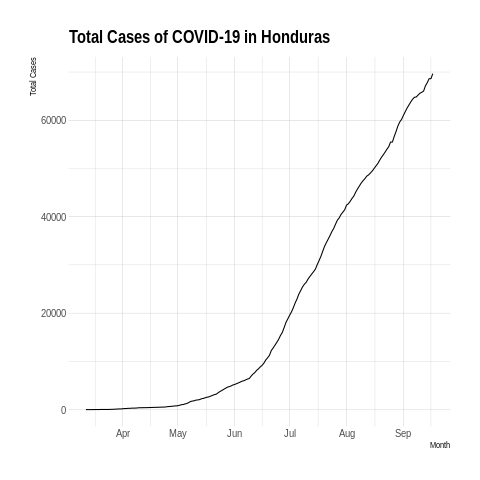 Total Cases of COVID-19 in Honduras
Total Cases
60000
40000
20000
0
Apr May Jun Jul Aug Sep
Month